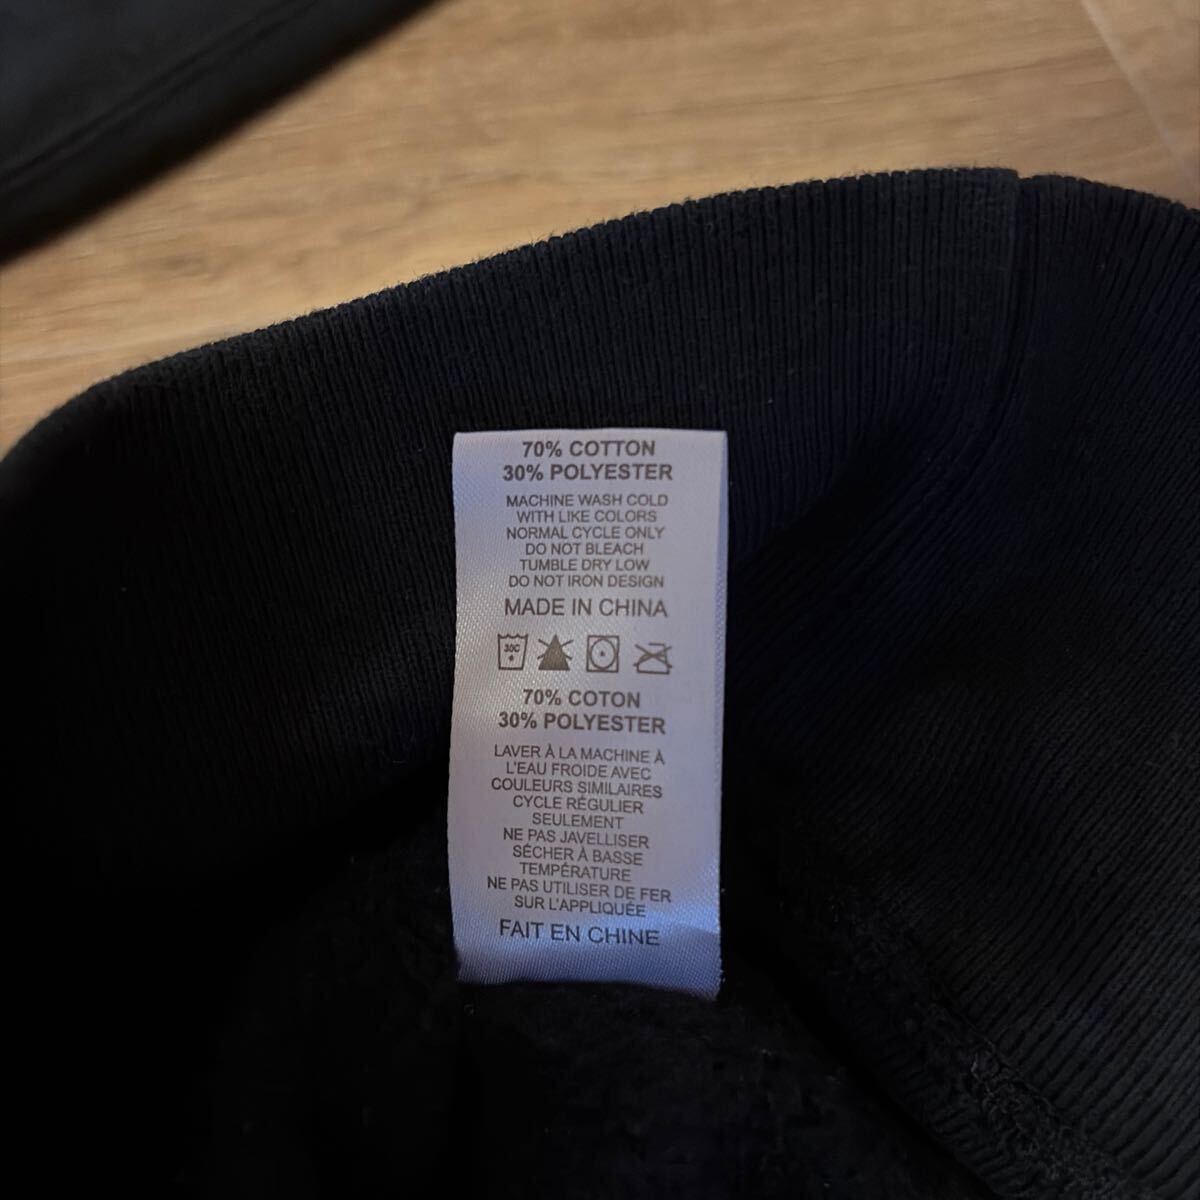 70% COTTON
30% POLYESTER
MACHINE WASH COLD
WITH LIKE COLORS
NORMAL CYCLE ONLY
DO NOT BLEACH
TUMBLE DRY LOW
DO NOT IRON DESIGN
MADE IN CHINA
30C
70% COTON
30% POLYESTER
LAVER À LA MACHINE À
L'EAU FROIDE AVEC
COULEURS SIMILAIRES
CYCLE RÉGULIER
SEULEMENT
NE PAS JAVELLISER
SÉCHER À BASSE
TEMPÉRATURE
NE PAS UTILISER DE FER
SUR L'APPLIQUÉE
FAIT EN CHINE